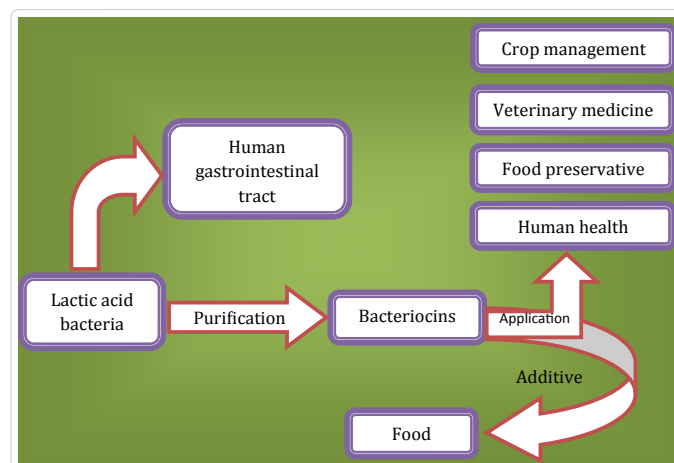 Crop management
Veterinary medicine
Human
gastrointestinal
tract
Food preservative
Human health
Lactic acid
bacteria
Purification
Bacteriocins
Application
Additive
Food